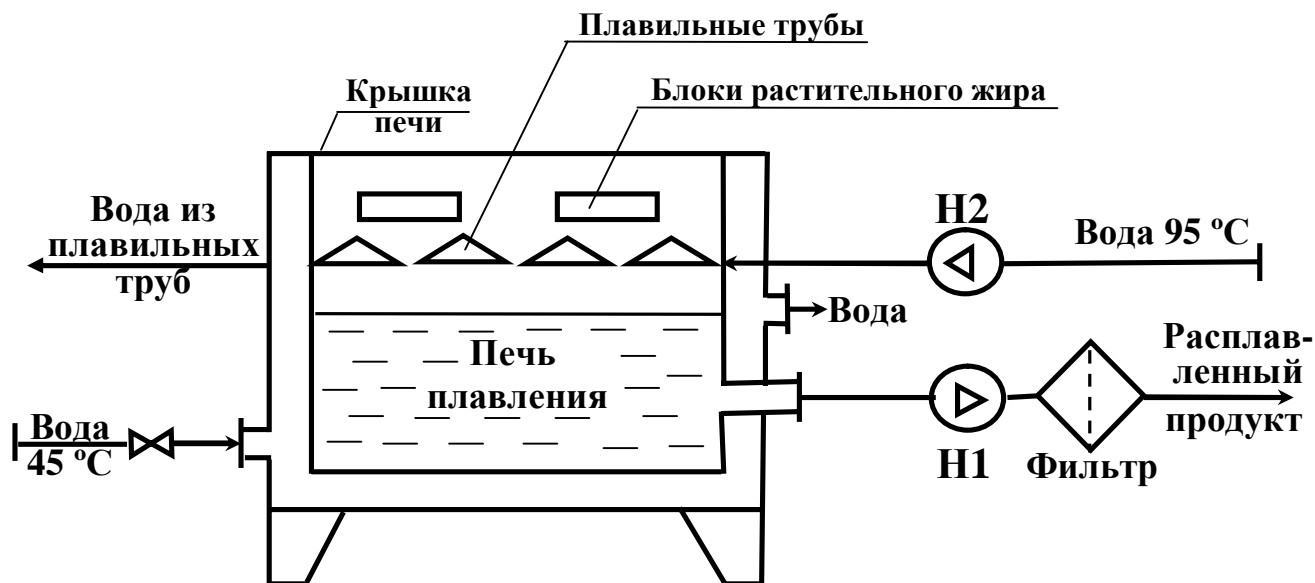 Плавильные трубы
Крышка
печи
Блоки растительного жира
Вода из
плавильных
труб
Н2
Вода 95 ºС
Вода
Печь
плавления
Расплав-
ленный
продукт
Вода
45 ºС
Н1
Фильтр